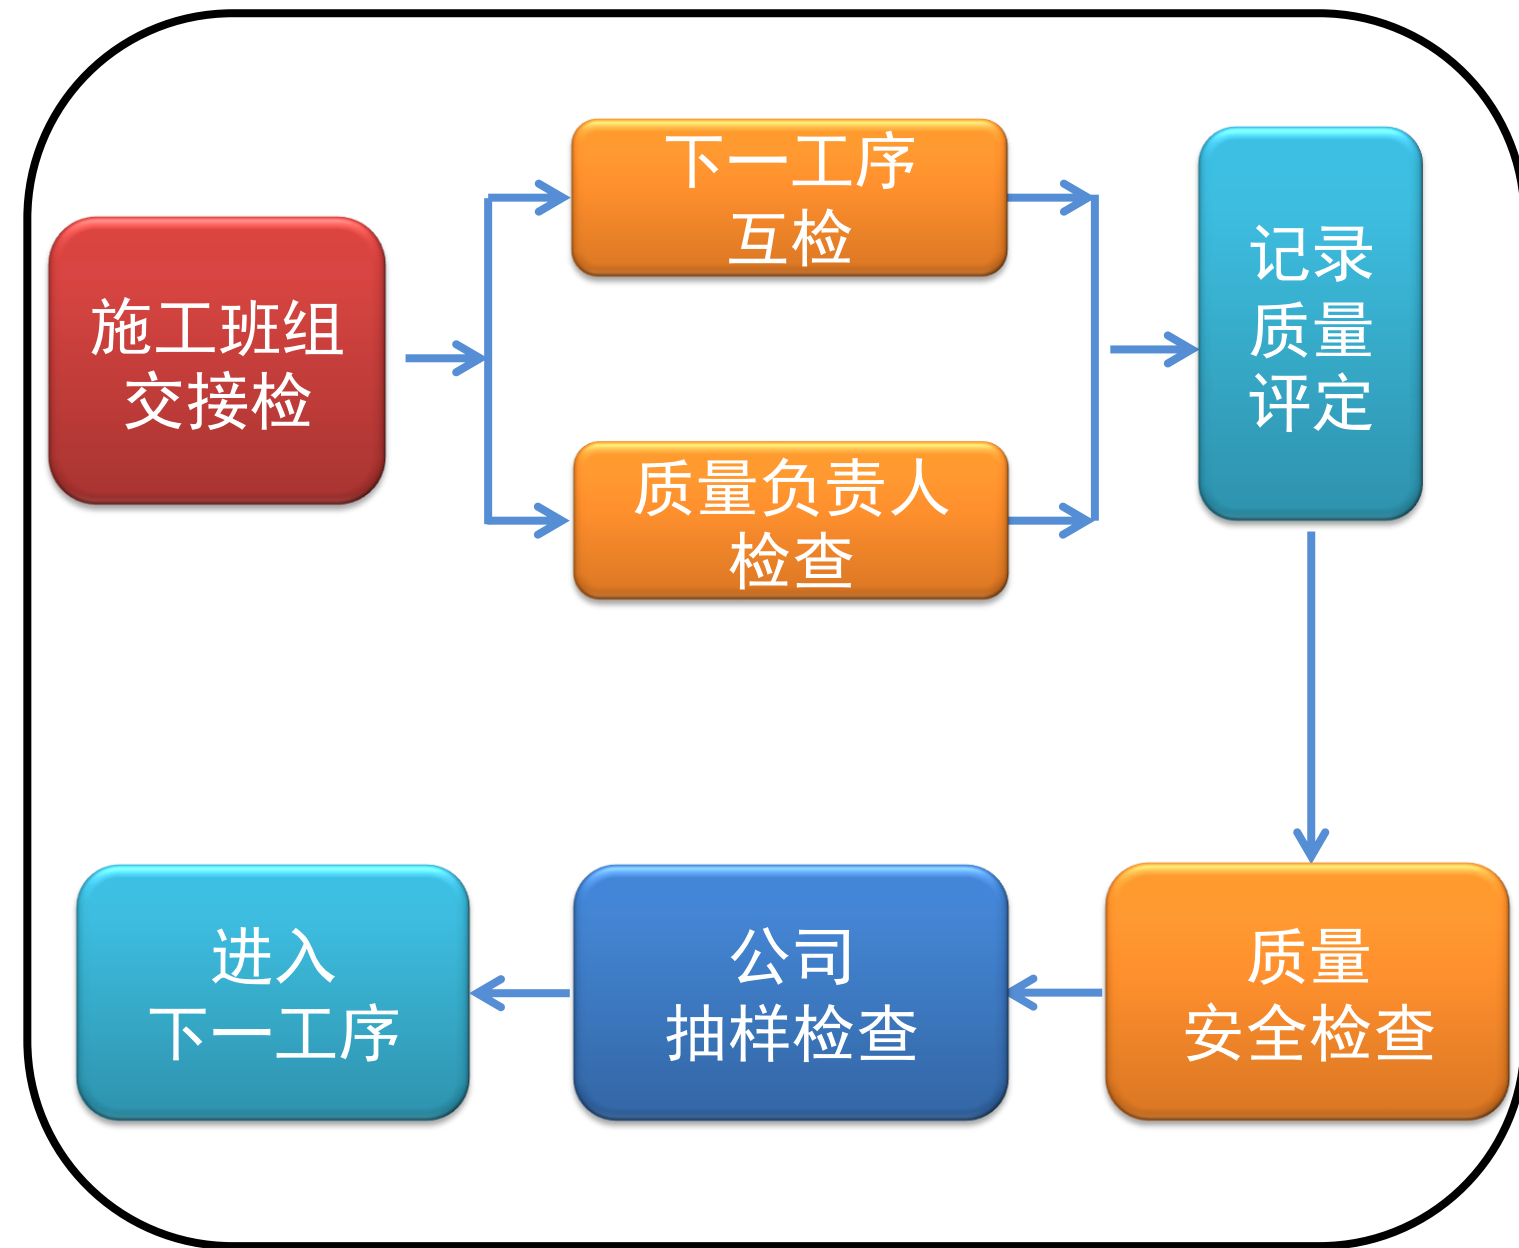 施工班组
交接检
下一工序
互检
质量负责人
检查
记录
质量
评定
质量
安全检查
公司
抽样检查
进入
下一工序